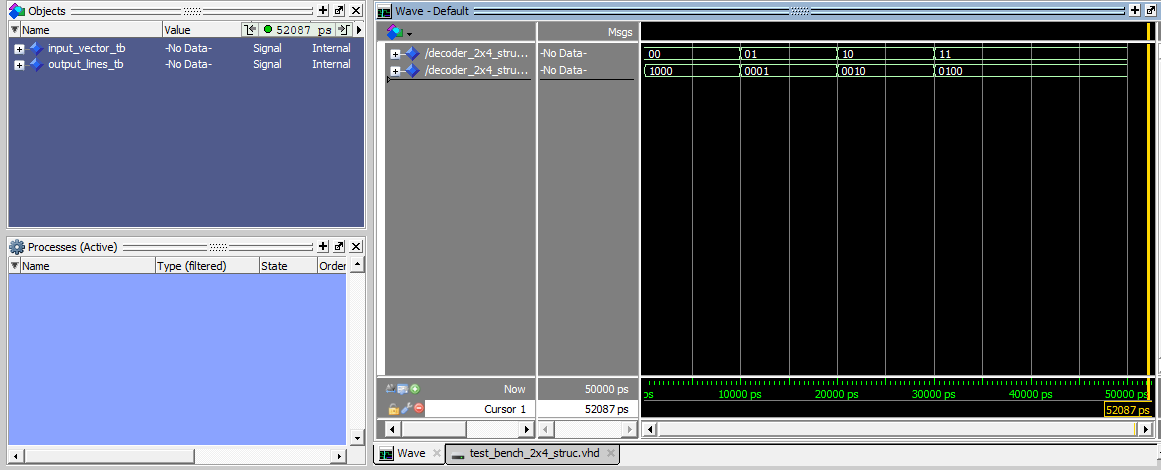 Objects
Name Value 52087 ps
input_vector_tb -No Data- Signal Internal
output_lines_tb -No Data- Signal Internal
Processes (Active)
Name Type (filtered) State Order
Wave - Default
Msgs
/decoder_2x4_stru... -No Data- 00 01 10 11
/decoder_2x4_stru... -No Data- 1000 0001 0010 0100
Now 50000 ps ps 10000 ps 20000 ps 30000 ps 40000 ps 50000 ps
Cursor 1 52087 ps 52087 ps
Wave test_bench_2x4_struc.vhd